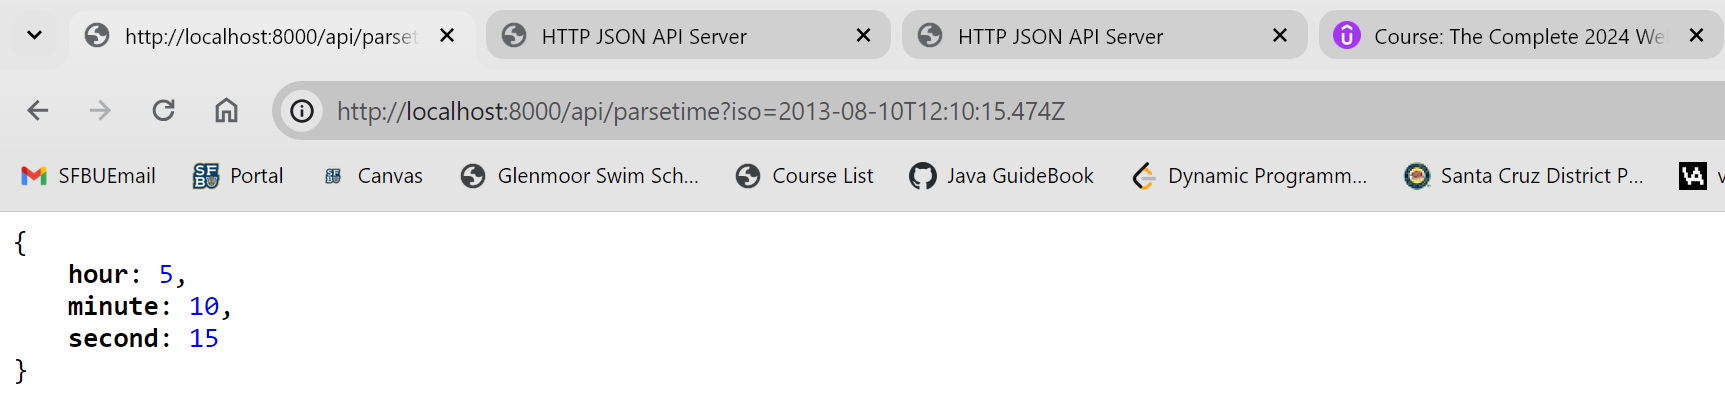 http://localhost:8000/api/parset
HTTP JSON API Server
HTTP JSON API Server
Course: The Complete 2024 We
http://localhost:8000/api/parsetime?iso=2013-08-10T12:10:15.474Z
SFBUEmail
Portal
Canvas
Glenmoor Swim Sch...
Course List
Java GuideBook
Dynamic Programm...
Santa Cruz District P...
{
hour: 5,
minute: 10,
second: 15
}